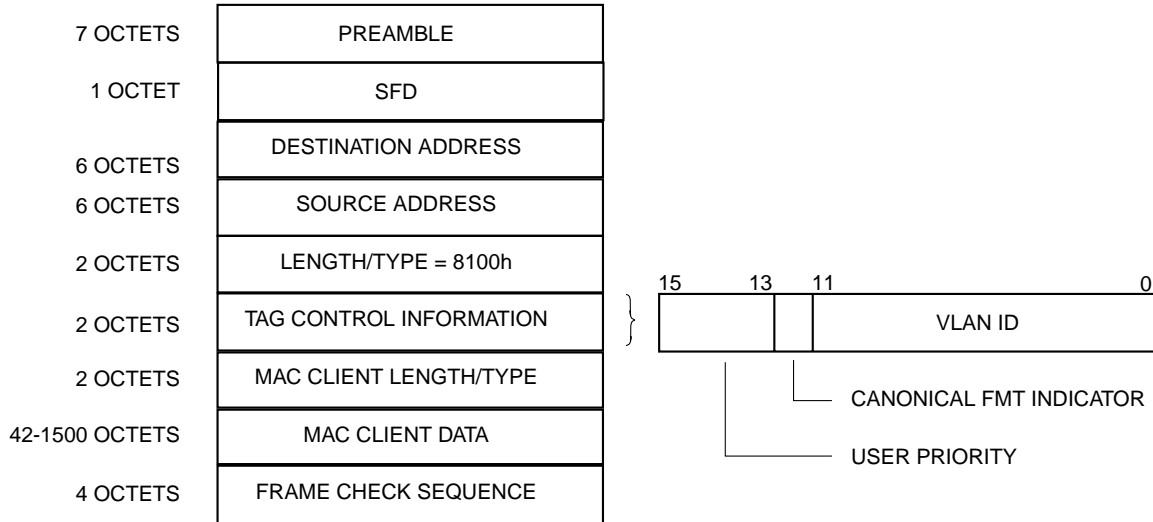 7 OCTETS PREAMBLE
1 OCTET SFD
6 OCTETS DESTINATION ADDRESS
6 OCTETS SOURCE ADDRESS
2 OCTETS LENGTH/TYPE = 8100h
2 OCTETS TAG CONTROL INFORMATION
2 OCTETS MAC CLIENT LENGTH/TYPE
42-1500 OCTETS MAC CLIENT DATA
4 OCTETS FRAME CHECK SEQUENCE
15 13 11 0
VLAN ID
CANONICAL FMT INDICATOR
USER PRIORITY